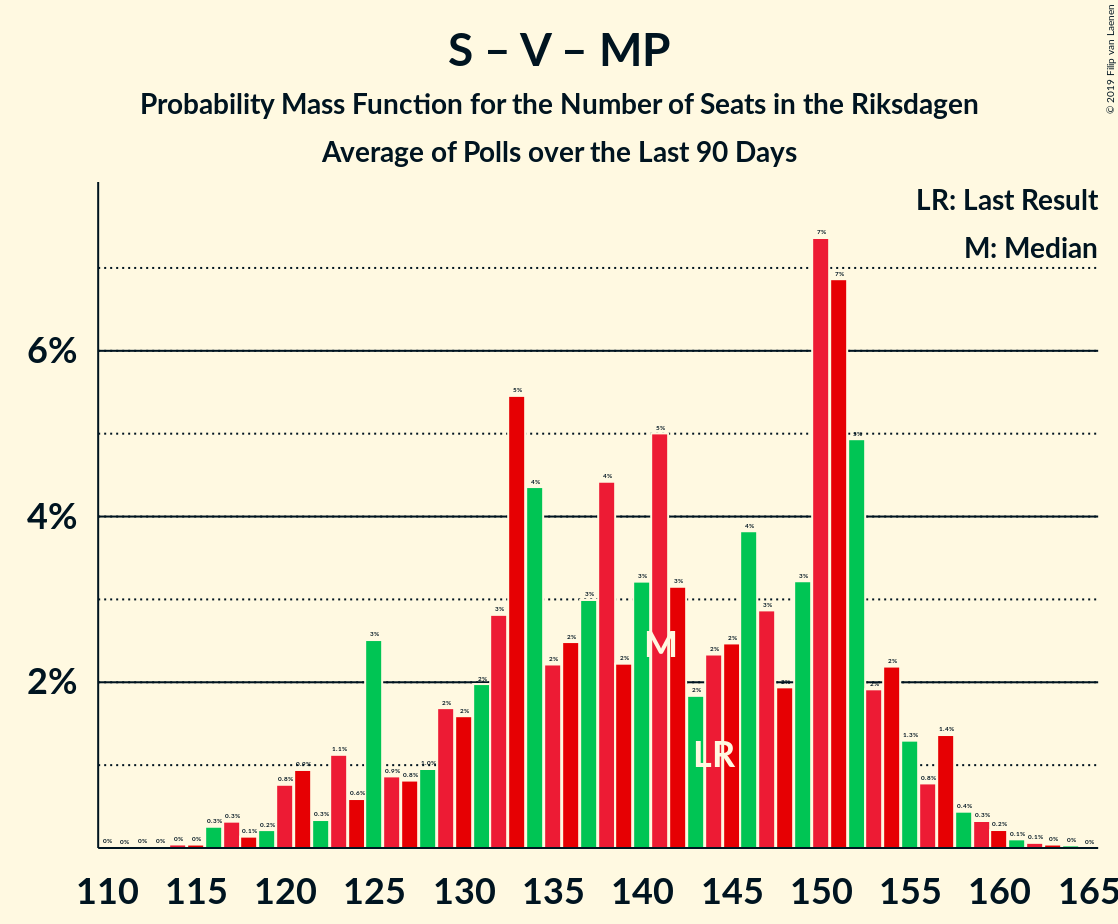 S – V – MP
Probability Mass Function for the Number of Seats in the Riksdagen
Average of Polls over the Last 90 Days
© 2019 Filip van Laenen
LR: Last Result
M: Median
6%
4%
2%
0% 0% 0% 0% 0% 0% 0.3% 0.3% 0.1% 0.2% 0.8% 0.9% 0.3% 1.1% 0.6% 3% 0.9% 0.8% 1.0% 2% 2% 2% 3% 5% 4% 2% 2% 3% 4% 2% 3% 5% 3% 2% 2% 2% 4% 3% 2% 3% 7% 7% 5% 2% 2% 1.3% 0.8% 1.4% 0.4% 0.3% 0.2% 0.1% 0.1% 0% 0% 0%
M
LR
110 115 120 125 130 135 140 145 150 155 160 165